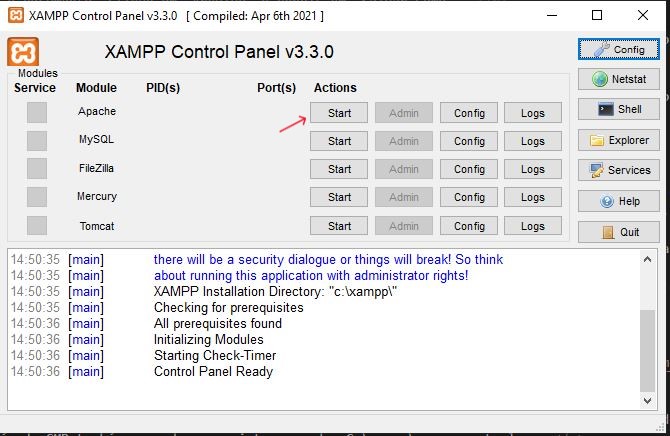 XAMPP Control Panel v3.3.0 [ Compiled: Apr 6th 2021 ]
XAMPP Control Panel v3.3.0
Config
Modules
Service Module PID(s) Port(s) Actions
Netstat
Apache Start Admin Config Logs
Shell
MySQL Start Admin Config Logs
Explorer
FileZilla Start Admin Config Logs
Services
Mercury Start Admin Config Logs
Help
Tomcat Start Admin Config Logs
Quit
14:50:35 [main] there will be a security dialogue or things will break! So think
14:50:35 [main] about running this application with administrator rights!
14:50:35 [main] XAMPP Installation Directory: "c:\xampp\"
14:50:35 [main] Checking for prerequisites
14:50:36 [main] All prerequisites found
14:50:36 [main] Initializing Modules
14:50:36 [main] Starting Check-Timer
14:50:36 [main] Control Panel Ready